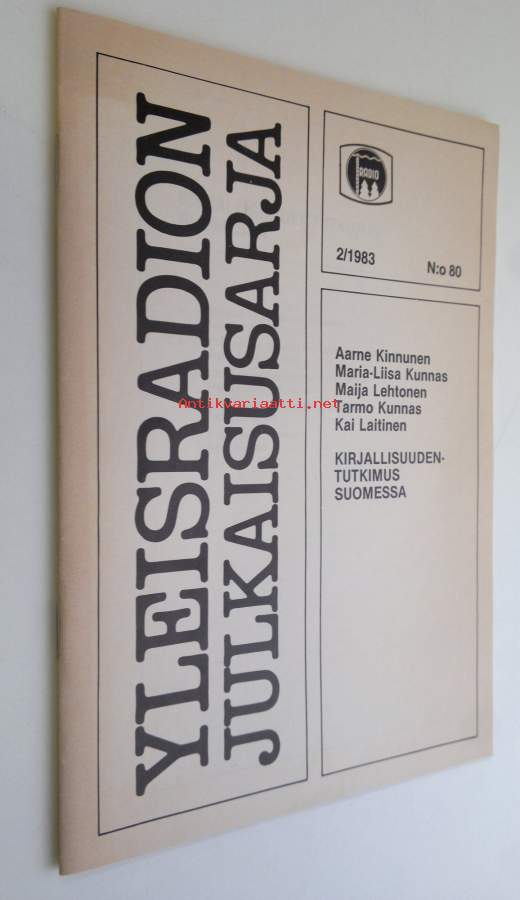 YLEISRADION
JULKAISUSARJA
RADIO
2/1983 N:o 80
Aarne Kinnunen
Maria-Liisa Kunnas
Maija Lehtonen
Tarmo Kunnas
Kai Laitinen
KIRJALLISUUDEN-
TUTKIMUS
SUOMESSA
Antikvariaatti.net